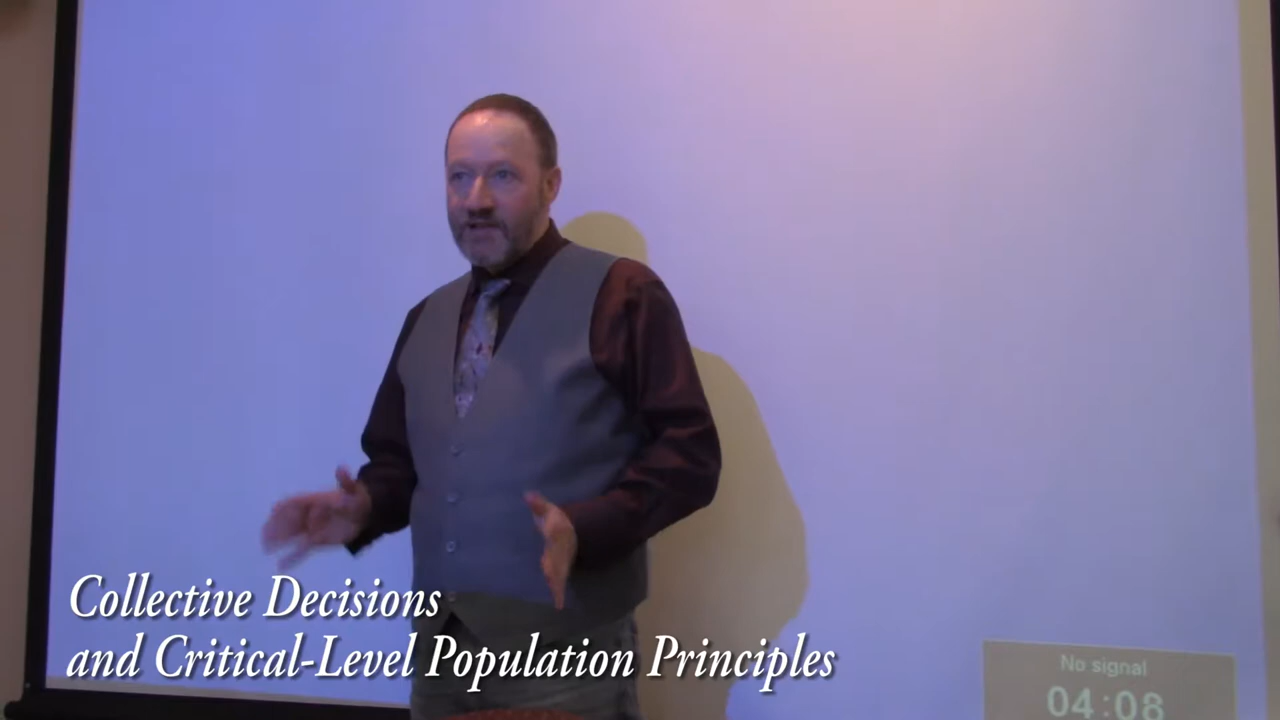 Collective Decisions
and Critical-Level Population Principles
No signal
04:08